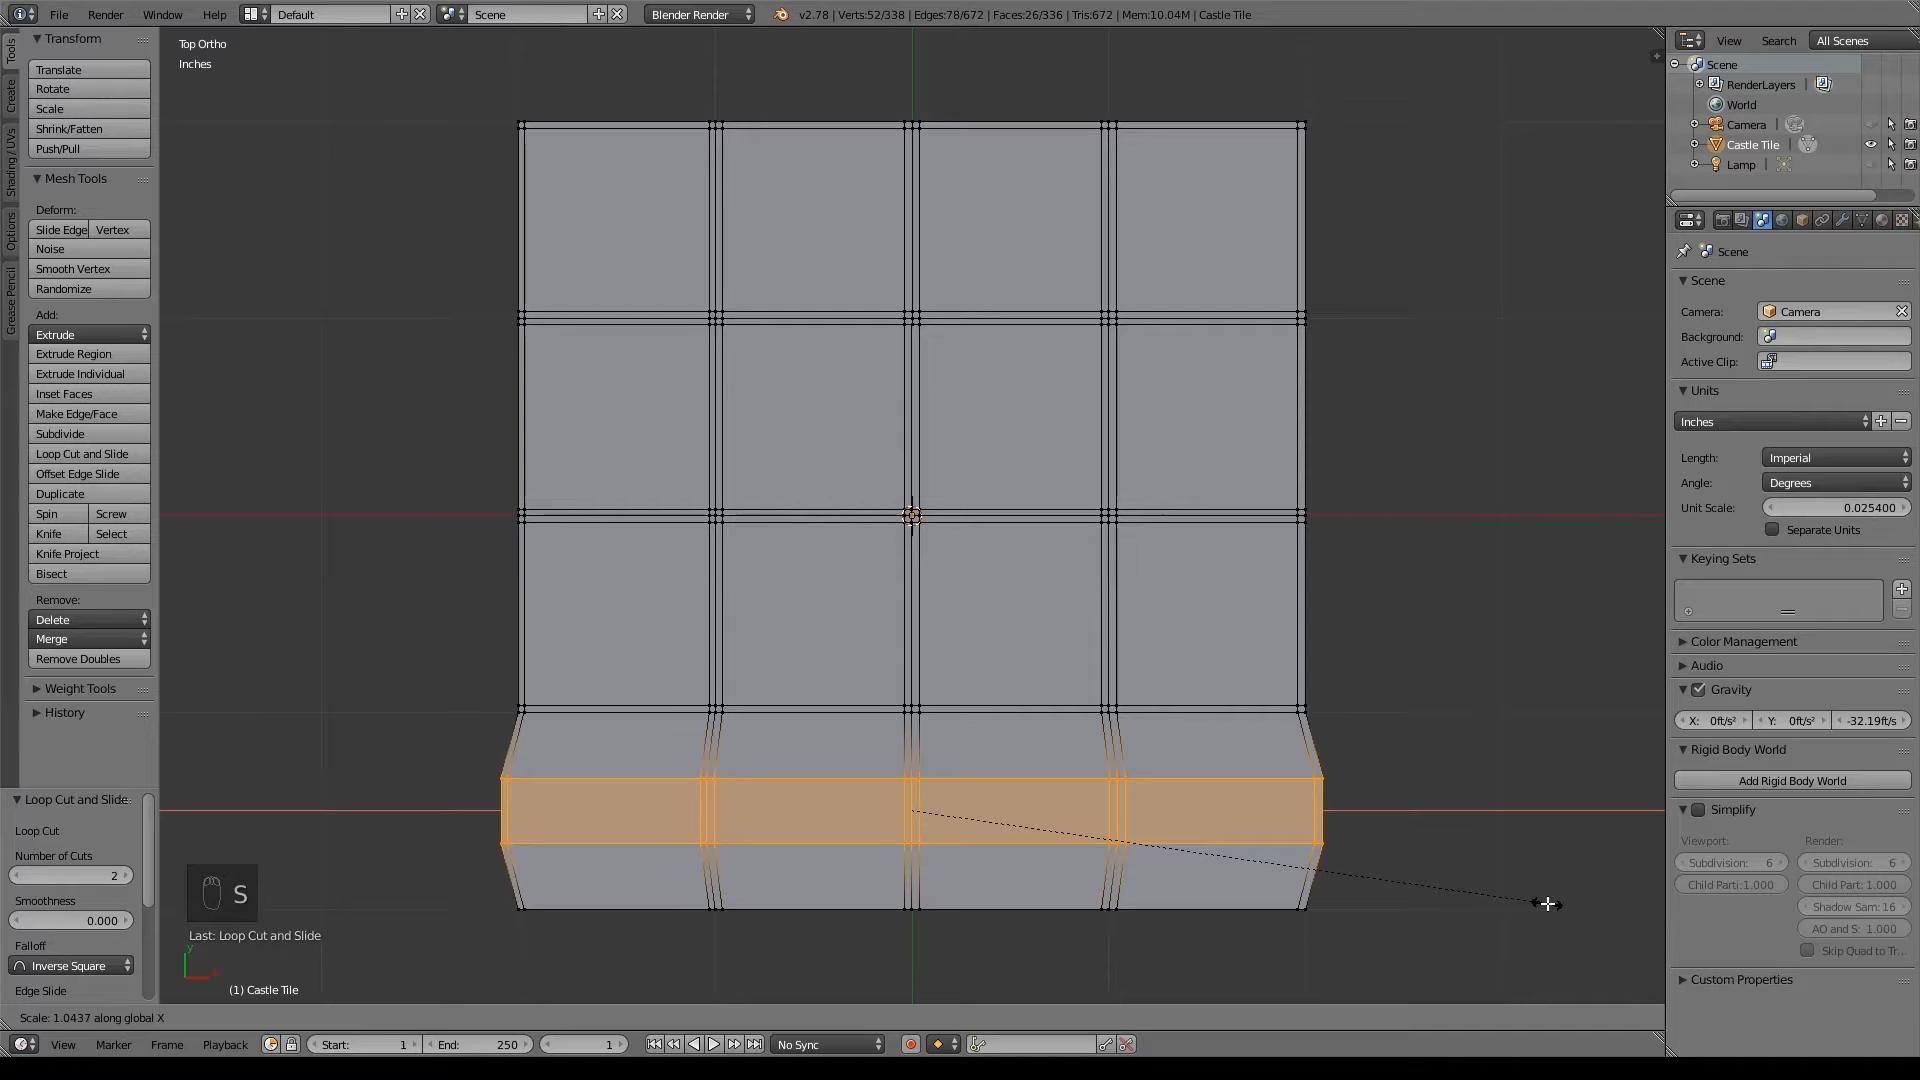 File Render Window Help Default Scene Blender Render v2.78 | Verts:52/338 | Edges:78/672 | Faces:26/336 | Tris:672 | Mem:10.04M | Castle Tile
Tools
Create
Shading / UVs
Options
Grease Pencil
Transform
Translate
Rotate
Scale
Shrink/Fatten
Push/Pull
Mesh Tools
Deform:
Slide Edge Vertex
Noise
Smooth Vertex
Randomize
Add:
Extrude
Extrude Region
Extrude Individual
Inset Faces
Make Edge/Face
Subdivide
Loop Cut and Slide
Offset Edge Slide
Duplicate
Spin Screw
Knife Select
Knife Project
Bisect
Remove:
Delete
Merge
Remove Doubles
Weight Tools
History
Loop Cut and Slide
Loop Cut
Number of Cuts
2
Smoothness
0.000
Falloff
Inverse Square
Edge Slide
Top Ortho
Inches
S
Last: Loop Cut and Slide
y
(1) Castle Tile
Scale: 1.0437 along global X
View Marker Frame Playback Start: 1 End: 250 1 No Sync
View Search All Scenes
Scene
RenderLayers
World
Camera
Castle Tile
Lamp
Scene
Scene
Camera: Camera
Background:
Active Clip:
Units
Inches
Length: Imperial
Angle: Degrees
Unit Scale: 0.025400
Separate Units
Keying Sets
Color Management
Audio
Gravity
X: 0ft/s² Y: 0ft/s² -32.19ft/s
Rigid Body World
Add Rigid Body World
Simplify
Viewport: Render:
Subdivision: 6 Subdivision: 6
Child Parti:1.000 Child Part: 1.000
Shadow Sam: 16
AO and S: 1.000
Skip Quad to Tr...
Custom Properties